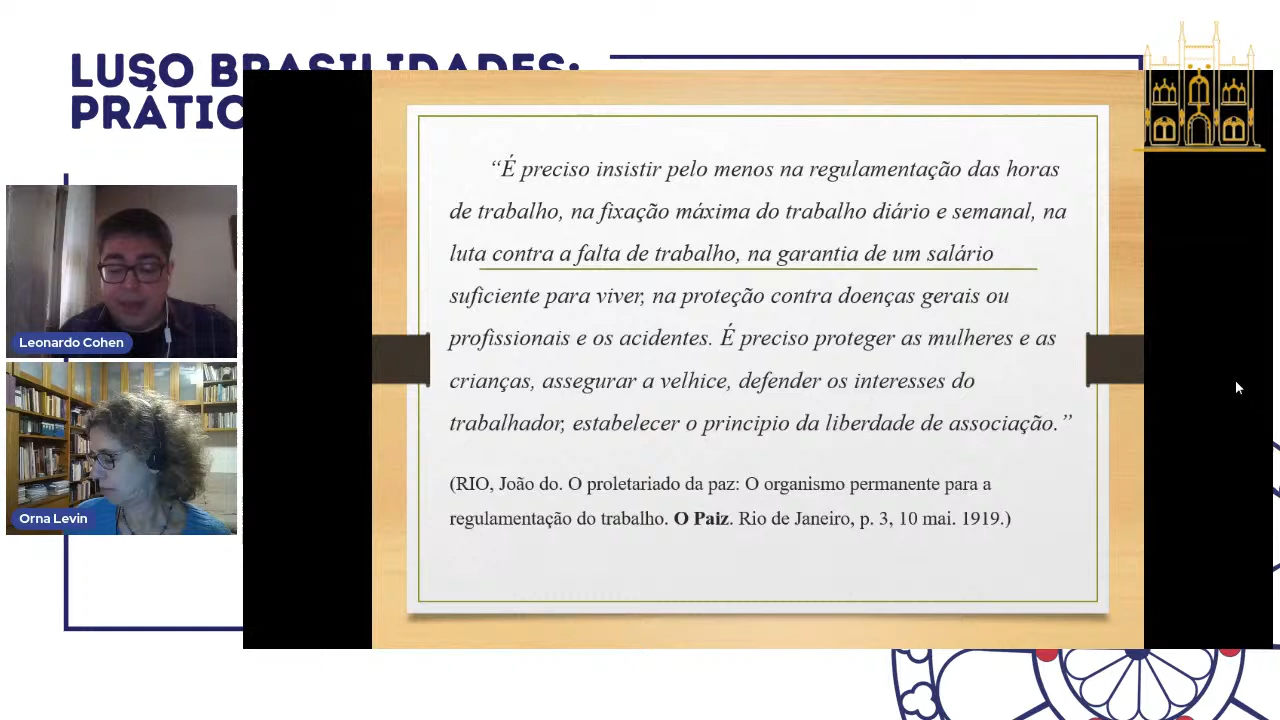 LUSO BRASILIDADES:
PRÁTIC
“É preciso insistir pelo menos na regulamentação das horas
de trabalho, na fixação máxima do trabalho diário e semanal, na
luta contra a falta de trabalho, na garantia de um salário
suficiente para viver, na proteção contra doenças gerais ou
profissionais e os acidentes. É preciso proteger as mulheres e as
crianças, assegurar a velhice, defender os interesses do
trabalhador, estabelecer o principio da liberdade de associação.”
(RIO, João do. O proletariado da paz: O organismo permanente para a
regulamentação do trabalho. O Paiz. Rio de Janeiro, p. 3, 10 mai. 1919.)
Leonardo Cohen
Orna Levin